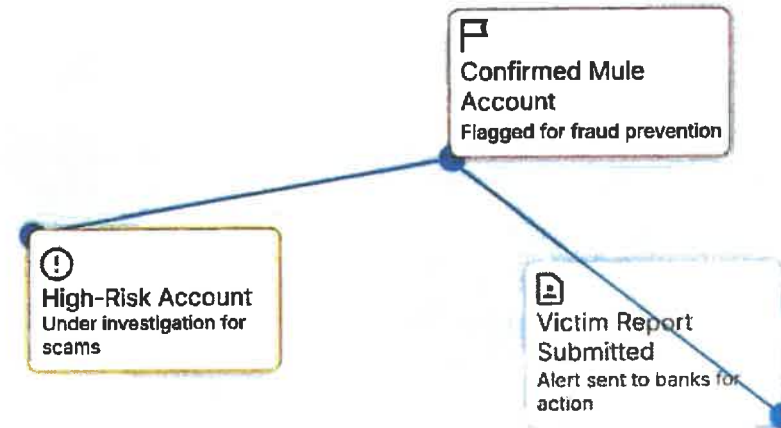 Confirmed Mule
Account
Flagged for fraud prevention
High-Risk Account
Under investigation for
scams
Victim Report
Submitted
Alert sent to banks for
action